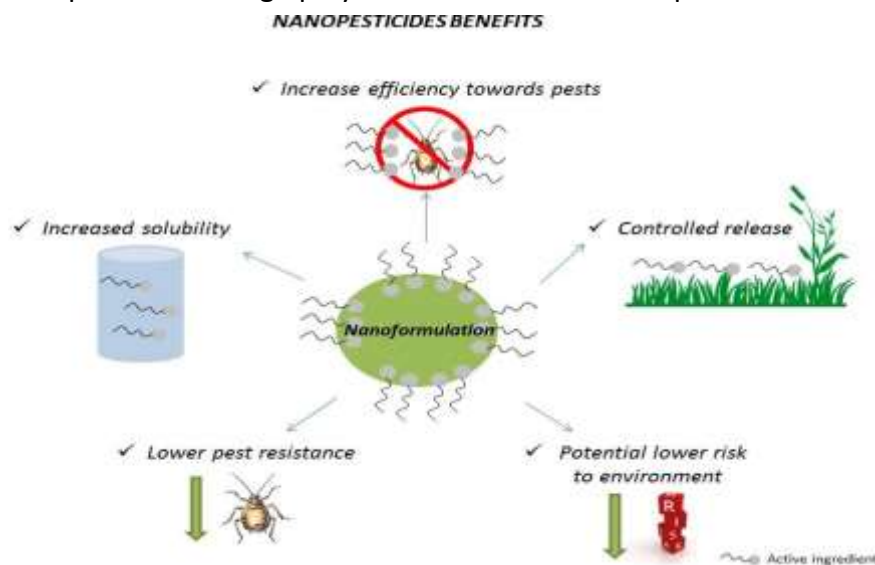 NANOPESTICIDES BENEFITS
✓ Increase efficiency towards pests
✓ Increased solubility
✓ Controlled release
Nanoformulation
✓ Lower pest resistance
✓ Potential lower risk
to environment
R
I
S
Active ingredient